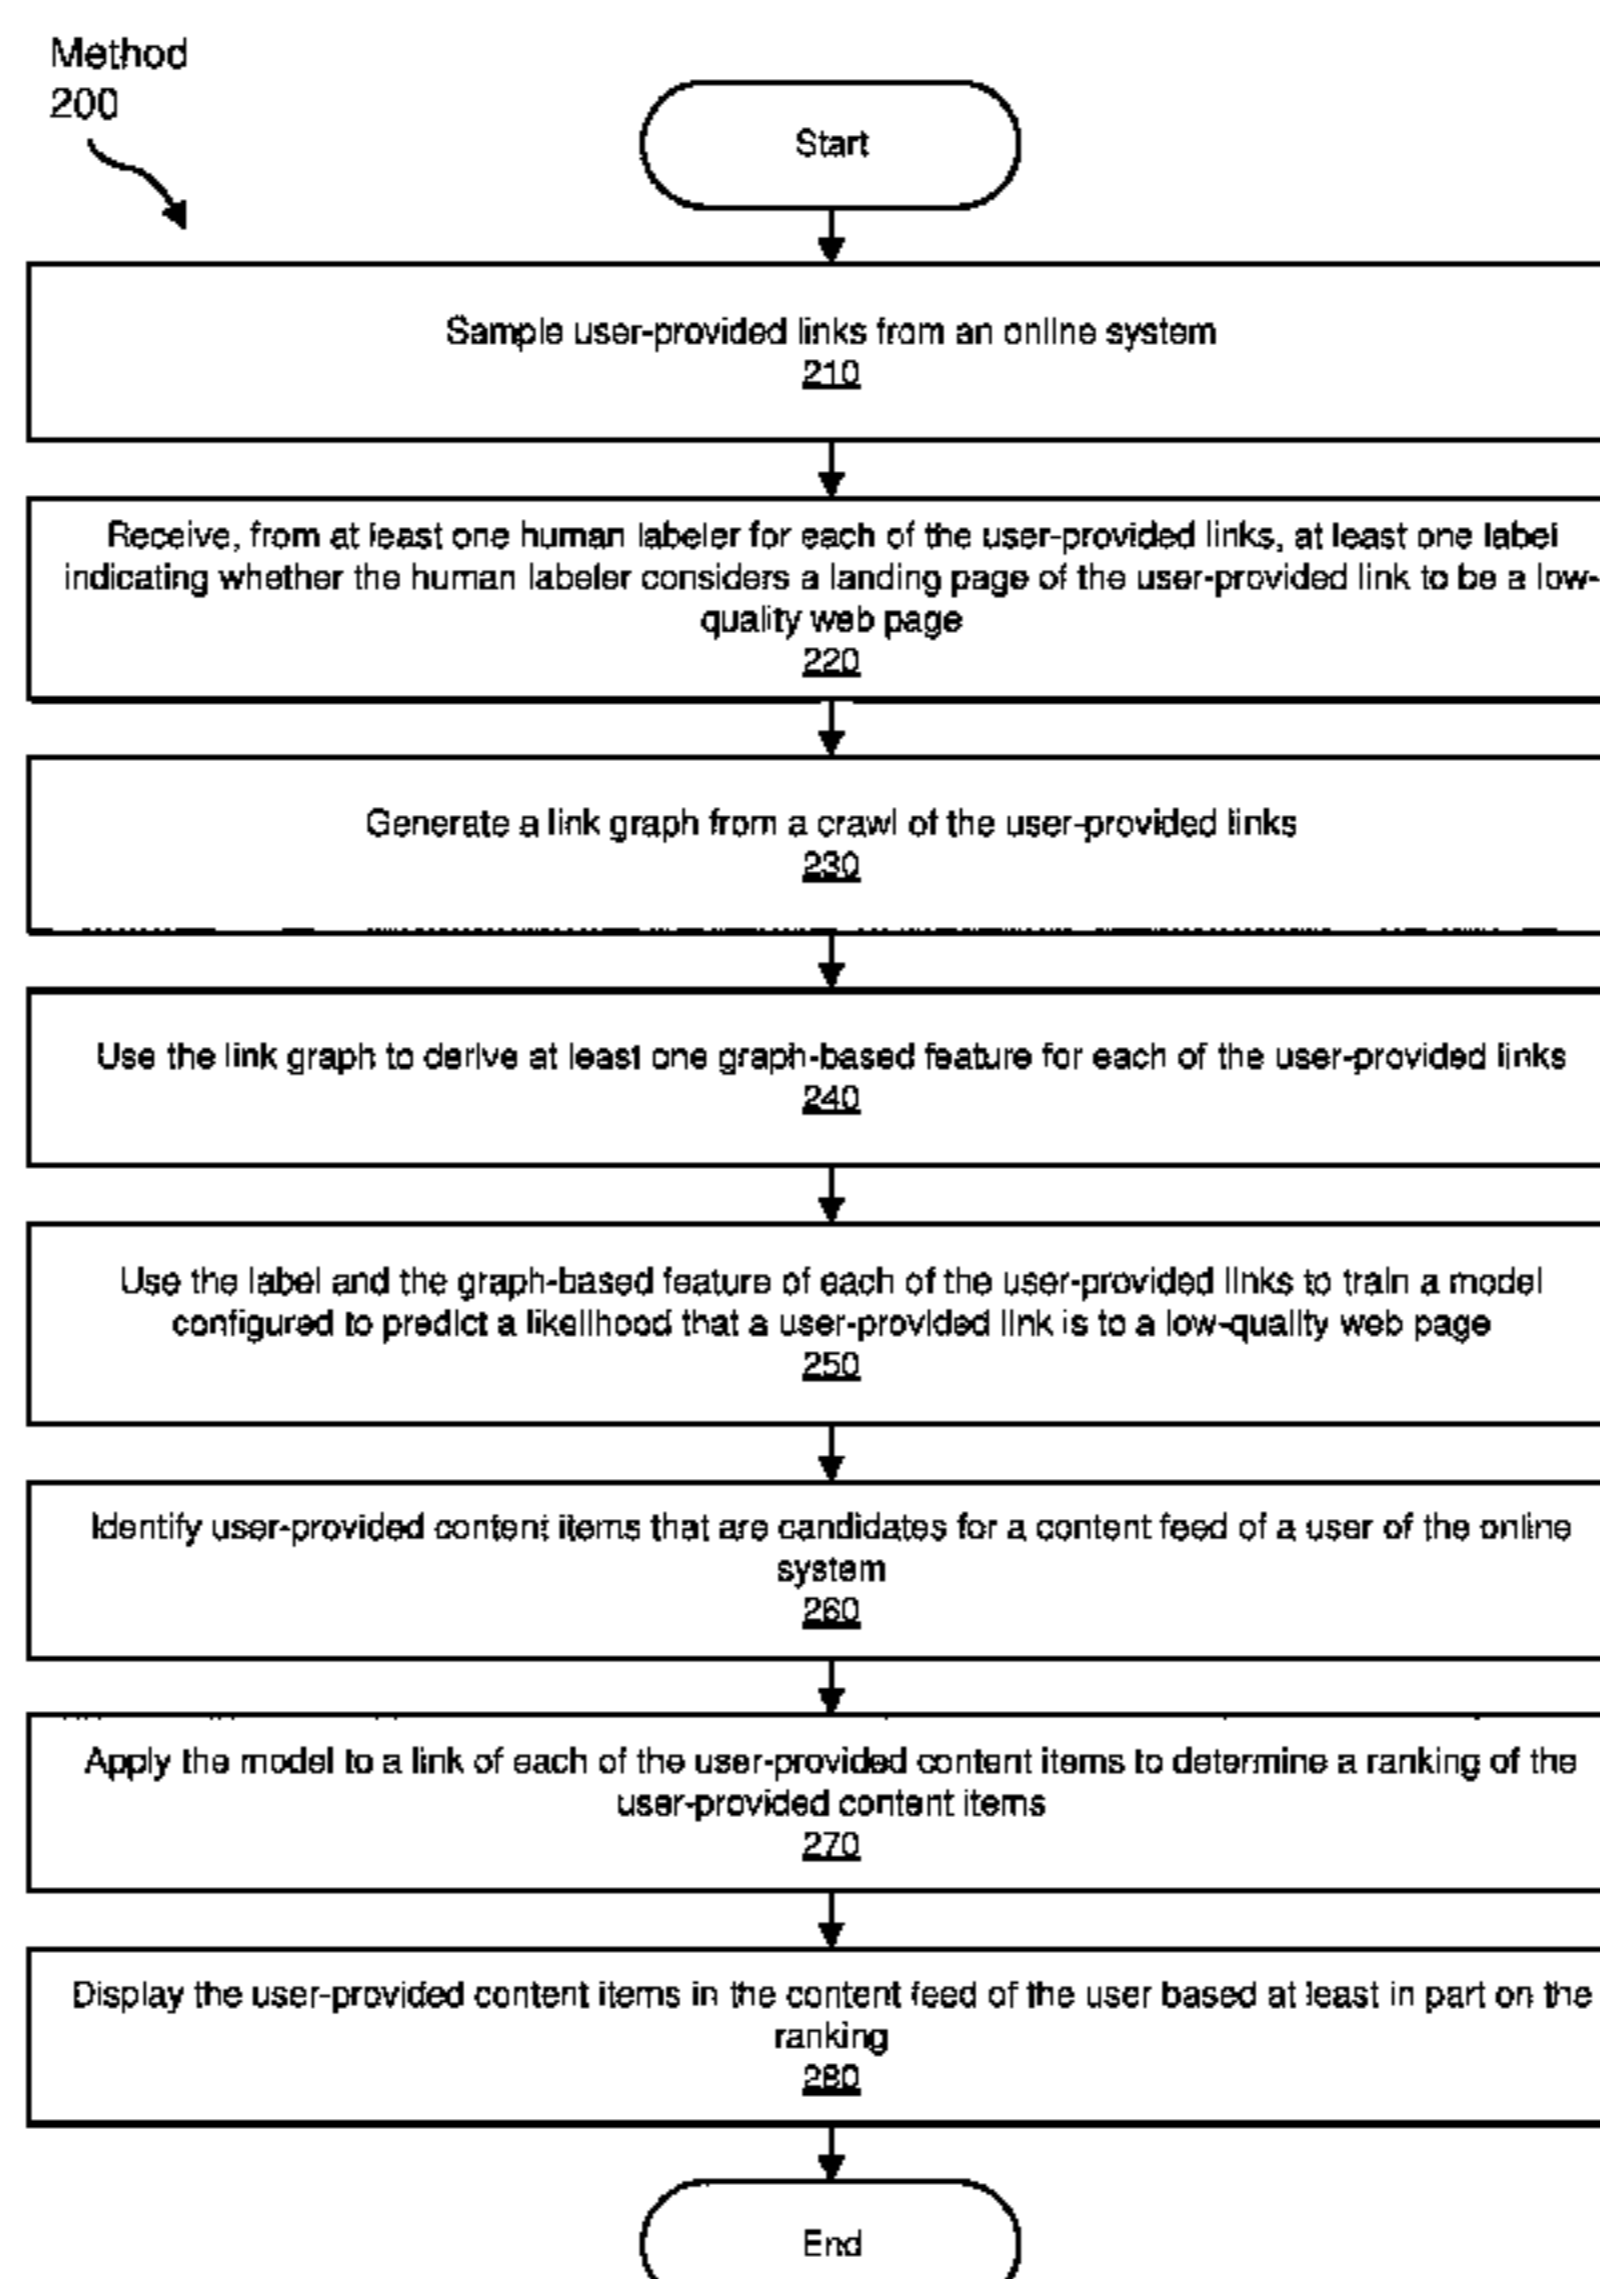 Method
200
Start
Sample user-provided links from an online system
210
Receive, from at least one human labeler for each of the user-provided links, at least one label
indicating whether the human labeler considers a landing page of the user-provided link to be a low-
quality web page
220
Generate a link graph from a crawl of the user-provided links
230
Use the link graph to derive at least one graph-based feature for each of the user-provided links
240
Use the label and the graph-based feature of each of the user-provided links to train a model
configured to predict a likelihood that a user-provided link is to a low-quality web page
250
Identify user-provided content items that are candidates for a content feed of a user of the online
system
260
Apply the model to a link of each of the user-provided content items to determine a ranking of the
user-provided content items
270
Display the user-provided content items in the content feed of the user based at least in part on the
ranking
280
End